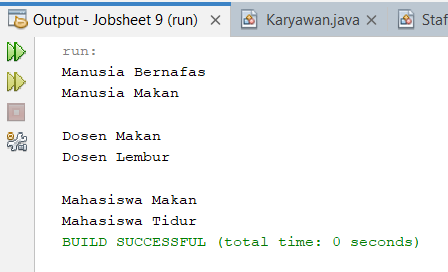 Output - Jobsheet 9 (run) × Karyawan.java × Staf
run:
Manusia Bernafas
Manusia Makan
Dosen Makan
Dosen Lembur
Mahasiswa Makan
Mahasiswa Tidur
BUILD SUCCESSFUL (total time: 0 seconds)